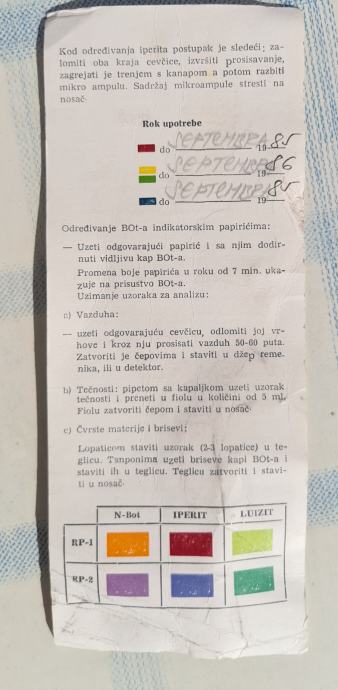 Kod određivanja iperita postupak je sledeći; za-
lomiti oba kraja cevčice, izvršiti prosisavanje,
zagrejati je trenjem s kanapom a potom razbiti
mikro ampulu. Sadržaj mikroampule stresti na
nosač.
Rok upotrebe
do SEPTEMBRA 1985
do SEPTEMBRA 1986
do SEPTEMBRA 198
Određivanje BOt-a indikatorskim papirićima:
— Uzeti odgovarajući papirić i sa njim dodir-
nuti vidljivu kap BOt-a.
Promena boje papirića u roku od 7 min. uka-
zuje na prisustvo BOt-a.
Uzimanje uzoraka za analizu:
a) Vazduha:
— uzeti odgovarajuću cevčicu, odlomiti joj vr-
hove i kroz nju prosisati vazduh 50-60 puta.
Zatvoriti je čepovima i staviti u džep reme.
nika, ili u detektor.
b) Tečnosti: pipetom sa kapaljkom uzeti uzorak
tečnosti i preneti u fiolu u količini od 5 ml.
Fiolu zatvoriti čepom i staviti u nosač.
c) Čvrste materije i brisevi;
Lopaticom staviti uzorak (2-3 lopatice) u te-
glicu. Tamponima uzeti briseve kapi BOt-a i
staviti ih u teglicu. Teglicu zatvoriti i stavi-
ti u nosač.
N-Bot IPERIT LUIZIT
RP-1
RP-2